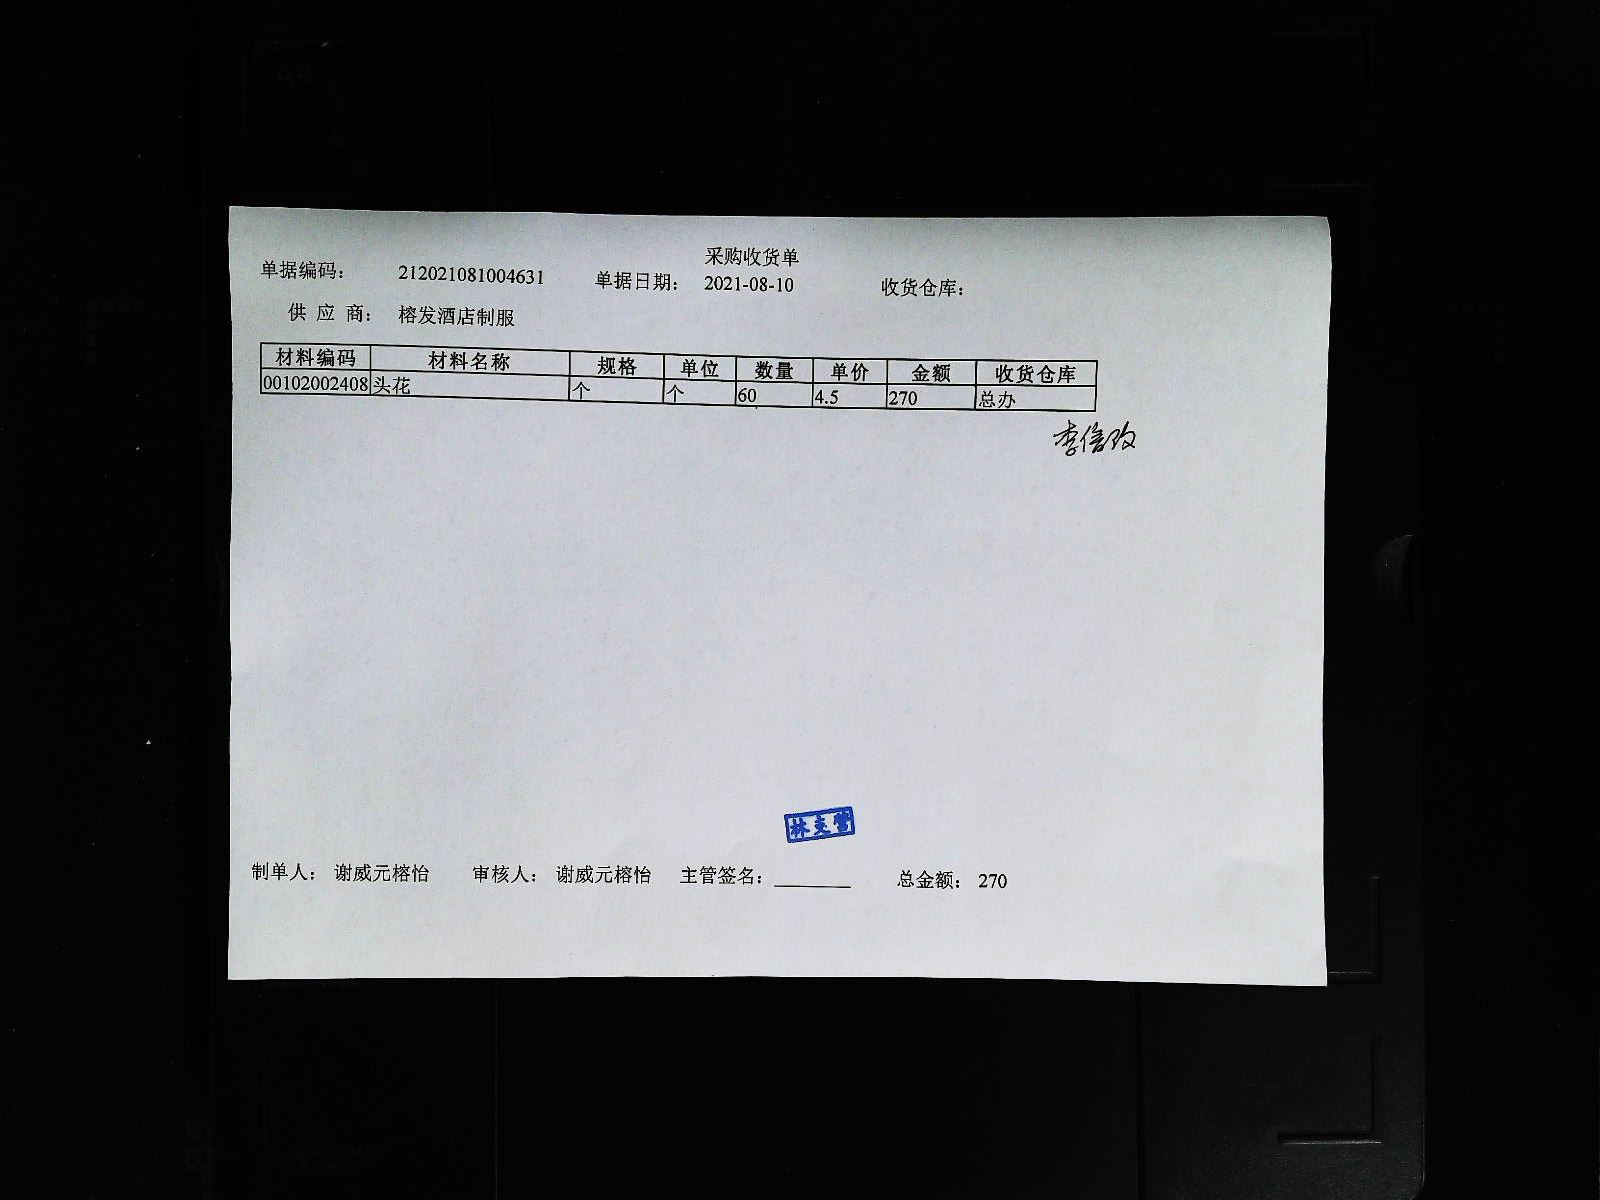 采购收货单
单据编码： 212021081004631 单据日期： 2021-08-10 收货仓库：
供 应 商： 榕发酒店制服
材料编码 材料名称 规格 单位 数量 单价 金额 收货仓库
00102002408 头花 个 个 60 4.5 270 总办
制单人： 谢威元榕怡 审核人： 谢威元榕怡 主管签名： 总金额： 270